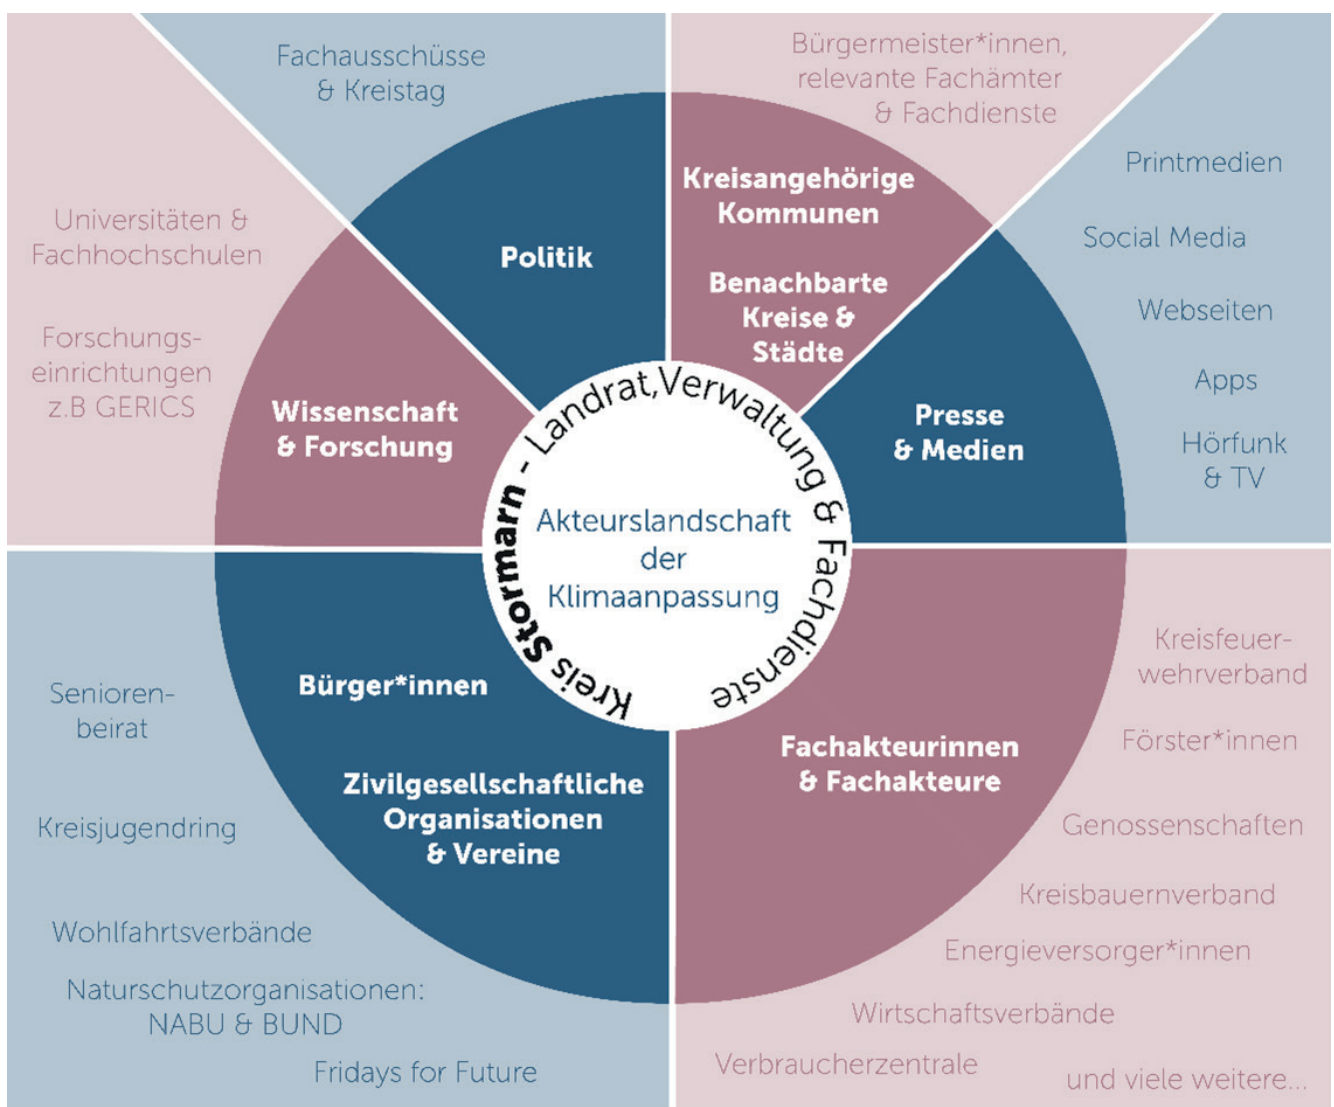 Fachausschüsse
& Kreistag
Bürgermeister*innen,
relevante Fachämter
& Fachdienste
Printmedien
Social Media
Webseiten
Apps
Hörfunk
& TV
Universitäten &
Fachhochschulen
Forschungs-
einrichtungen
z.B GERICS
Politik
Kreisangehörige
Kommunen
Benachbarte
Kreise &
Städte
Wissenschaft
& Forschung
Presse
& Medien
Kreis Stormarn - Landrat,Verwaltung & Fachdienste
Akteurslandschaft
der
Klimaanpassung
Bürger*innen
Zivilgesellschaftliche
Organisationen
& Vereine
Fachakteurinnen
& Fachakteure
Senioren-
beirat
Kreisjugendring
Wohlfahrtsverbände
Naturschutzorganisationen:
NABU & BUND
Fridays for Future
Kreisfeuer-
wehrverband
Förster*innen
Genossenschaften
Kreisbauernverband
Energieversorger*innen
Wirtschaftsverbände
Verbraucherzentrale
und viele weitere...